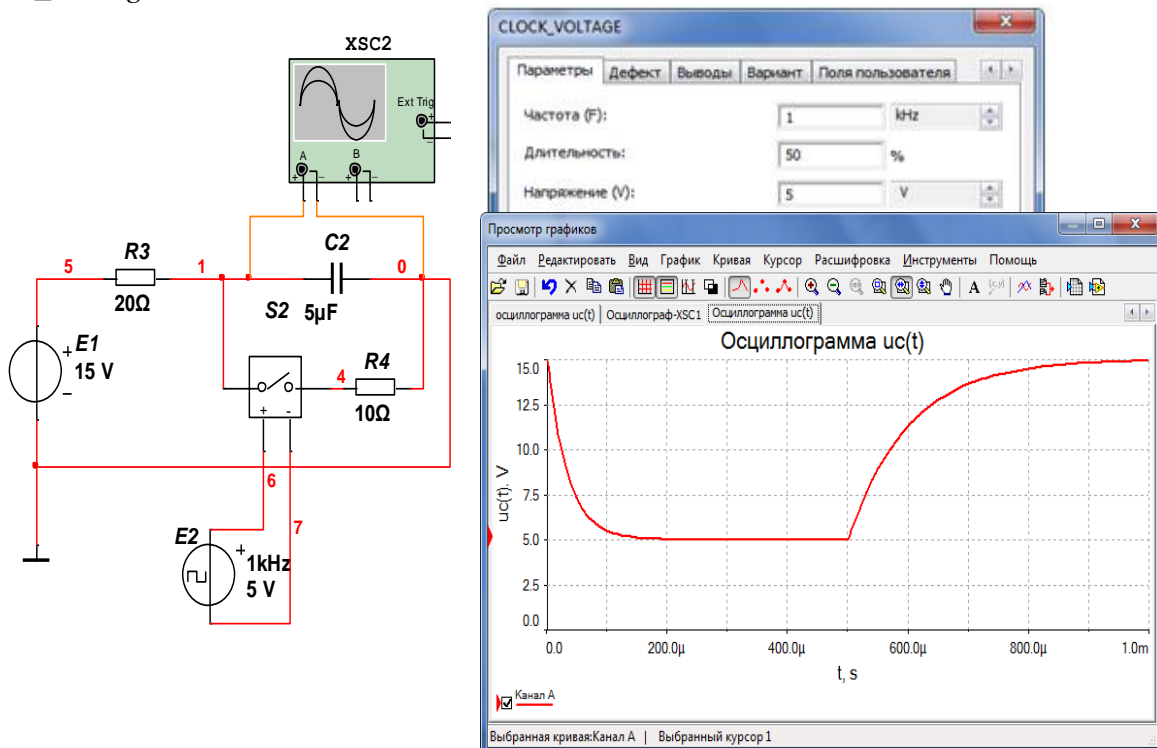 XSC2
Ext Trig
+
−
A
B
+ − + −
5
R3
1
C2
0
20Ω
S2
5µF
E1
+
15 V
−
4
R4
10Ω
+ -
6
7
E2
+
1kHz
5 V
CLOCK_VOLTAGE
Параметры Дефект Выводы Вариант Поля пользователя
Частота (F): 1 kHz
Длительность: 50 %
Напряжение (V): 5 V
Просмотр графиков
Файл Редактировать Вид График Кривая Курсор Расшифровка Инструменты Помощь
осциллограмма uc(t) Осциллограф-XSC1 Осциллограмма uc(t)
Осциллограмма uc(t)
15.0
12.5
10.0
7.5
5.0
2.5
0.0
uc(t). V
0.0 200.0µ 400.0µ 600.0µ 800.0µ 1.0m
t, s
Канал A
Выбранная кривая:Канал A | Выбранный курсор 1